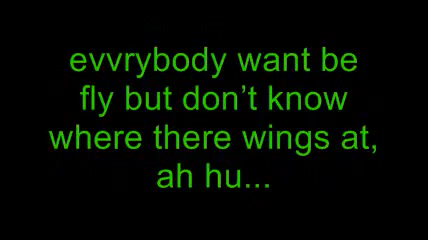 evvrybody want be
fly but don’t know
where there wings at,
ah hu...